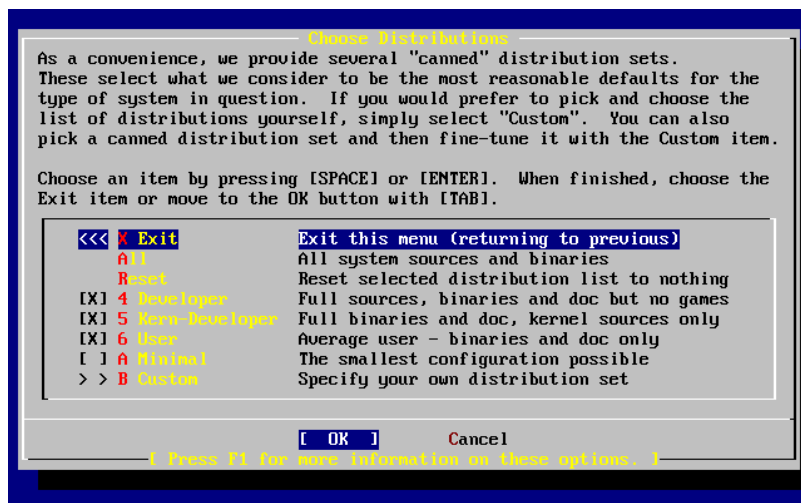 Choose Distributions
As a convenience, we provide several "canned" distribution sets.
These select what we consider to be the most reasonable defaults for the
type of system in question.  If you would prefer to pick and choose the
list of distributions yourself, simply select "Custom".  You can also
pick a canned distribution set and then fine-tune it with the Custom item.
Choose an item by pressing [SPACE] or [ENTER].  When finished, choose the
Exit item or move to the OK button with [TAB].
<<< X Exit Exit this menu (returning to previous)
All All system sources and binaries
Reset Reset selected distribution list to nothing
[X] 4 Developer Full sources, binaries and doc but no games
[X] 5 Kern-Developer Full binaries and doc, kernel sources only
[X] 6 User Average user - binaries and doc only
[ ] A Minimal The smallest configuration possible
> > B Custom Specify your own distribution set
[ OK ] Cancel
[ Press F1 for more information on these options. ]